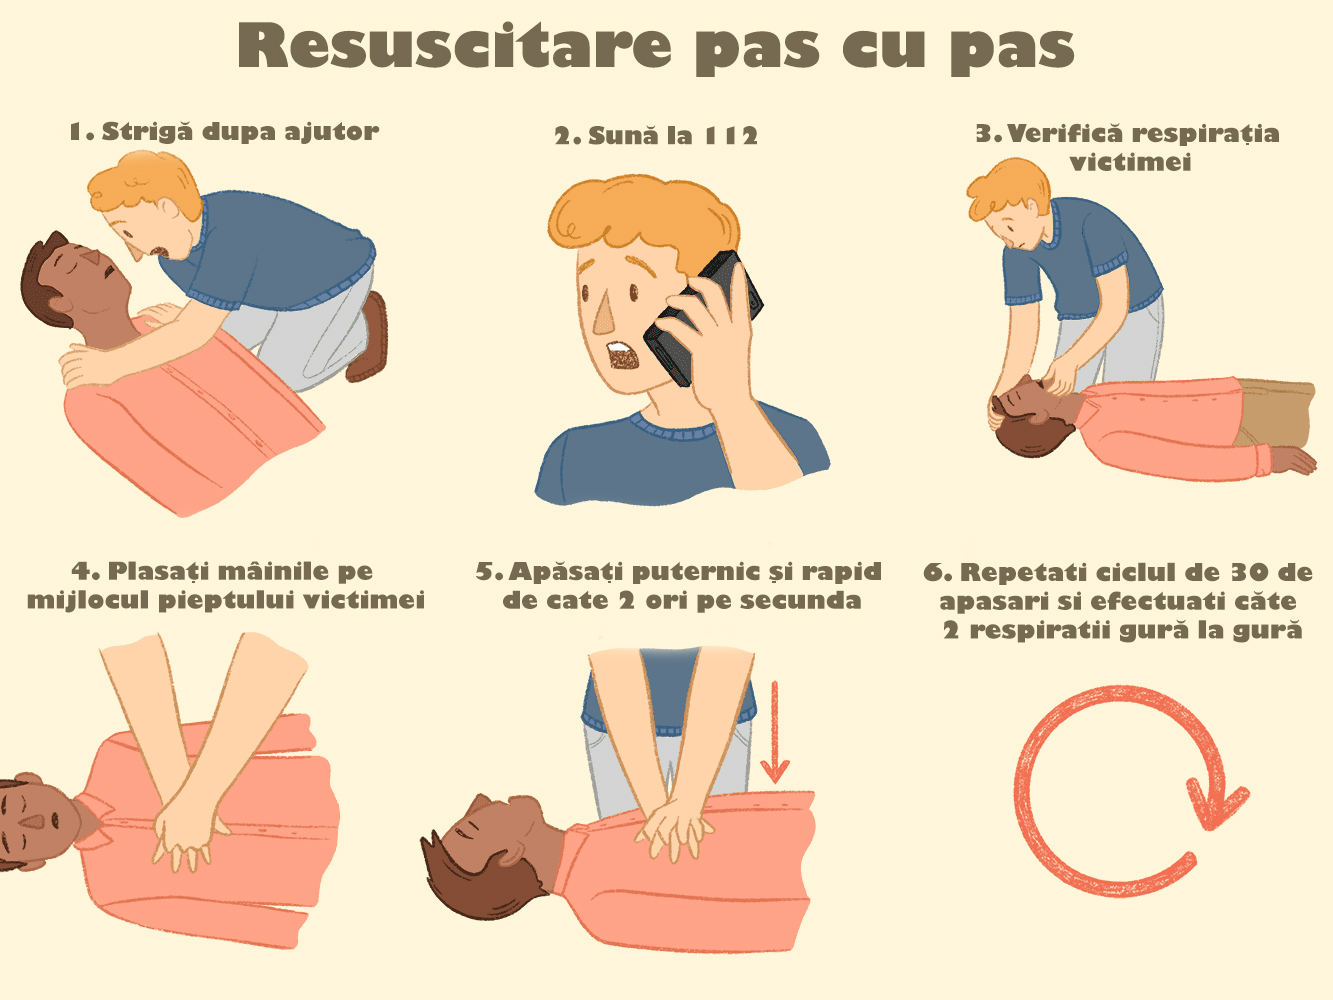 Resuscitare pas cu pas
1. Strigă dupa ajutor
2. Sună la 112
3. Verifică respirația
victimei
4. Plasați mâinile pe
mijlocul pieptului victimei
5. Apăsați puternic și rapid
de cate 2 ori pe secunda
6. Repetati ciclul de 30 de
apasari si efectuati căte
2 respiratii gură la gură